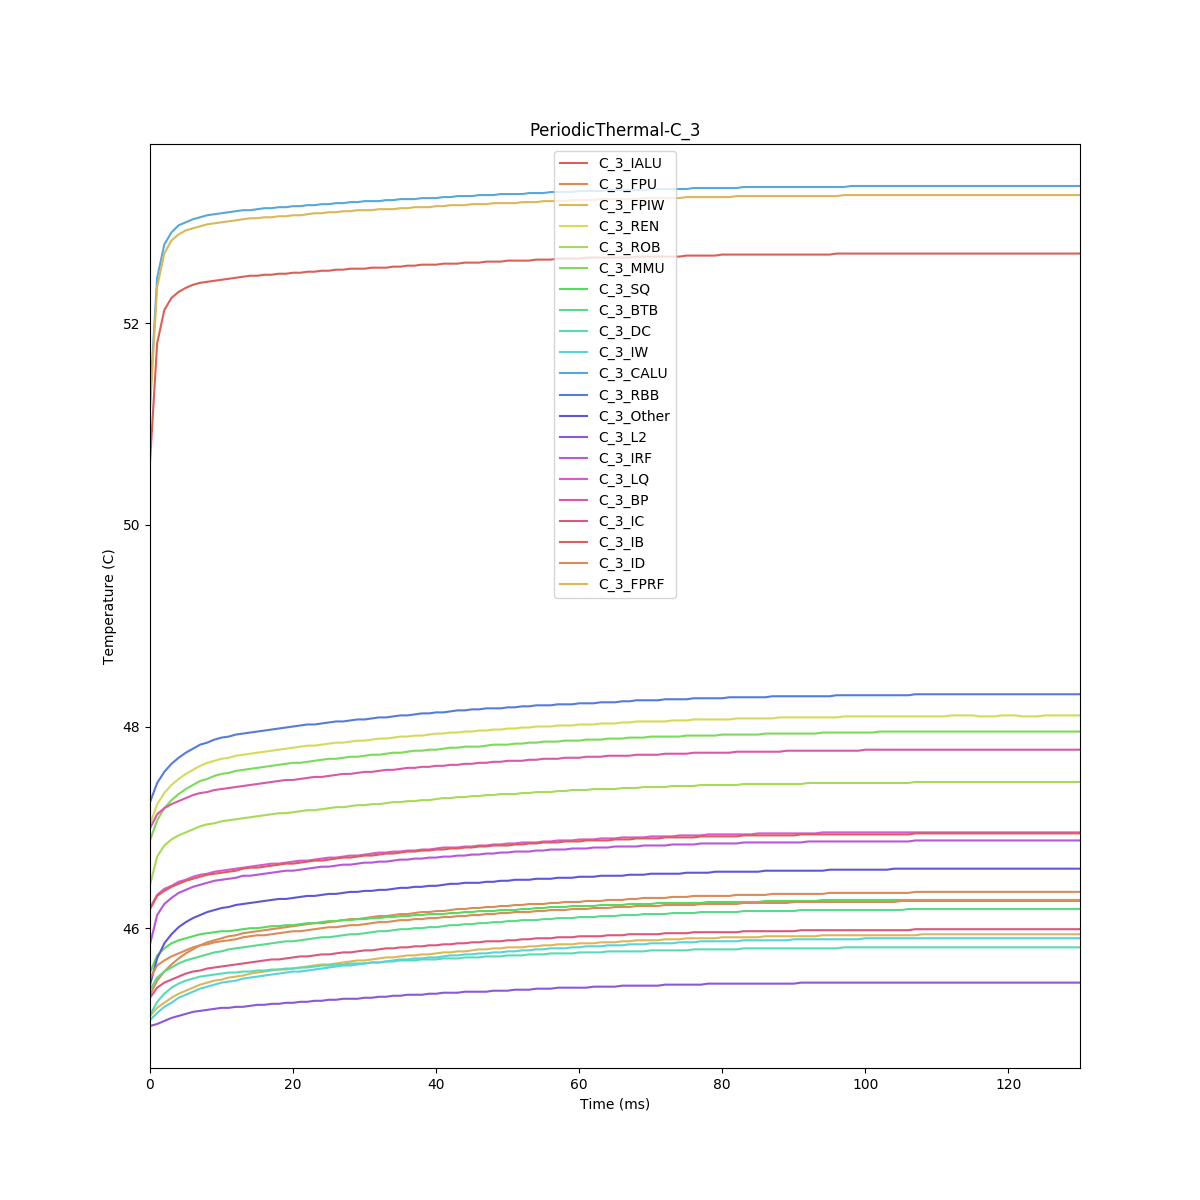 PeriodicThermal-C_3
C_3_IALU
C_3_FPU
C_3_FPIW
C_3_REN
C_3_ROB
C_3_MMU
C_3_SQ
C_3_BTB
C_3_DC
C_3_IW
C_3_CALU
C_3_RBB
C_3_Other
C_3_L2
C_3_IRF
C_3_LQ
C_3_BP
C_3_IC
C_3_IB
C_3_ID
C_3_FPRF
Temperature (C)
52
50
48
46
0 20 40 60 80 100 120
Time (ms)